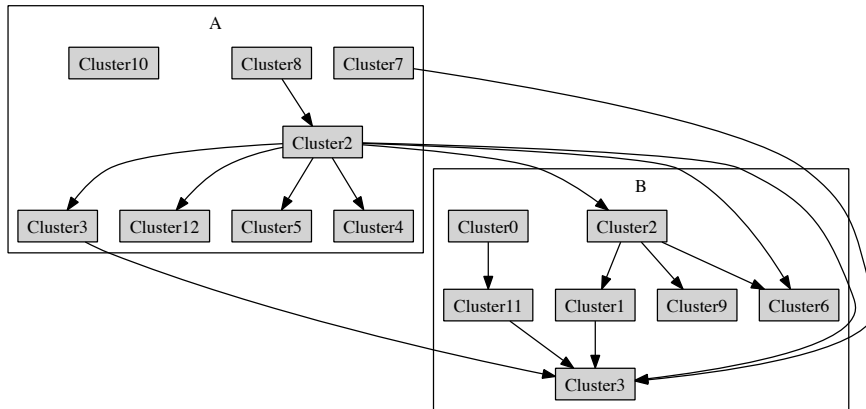 A
Cluster10
Cluster8
Cluster7
Cluster2
Cluster3
Cluster12
Cluster5
Cluster4
B
Cluster0
Cluster2
Cluster11
Cluster1
Cluster9
Cluster6
Cluster3